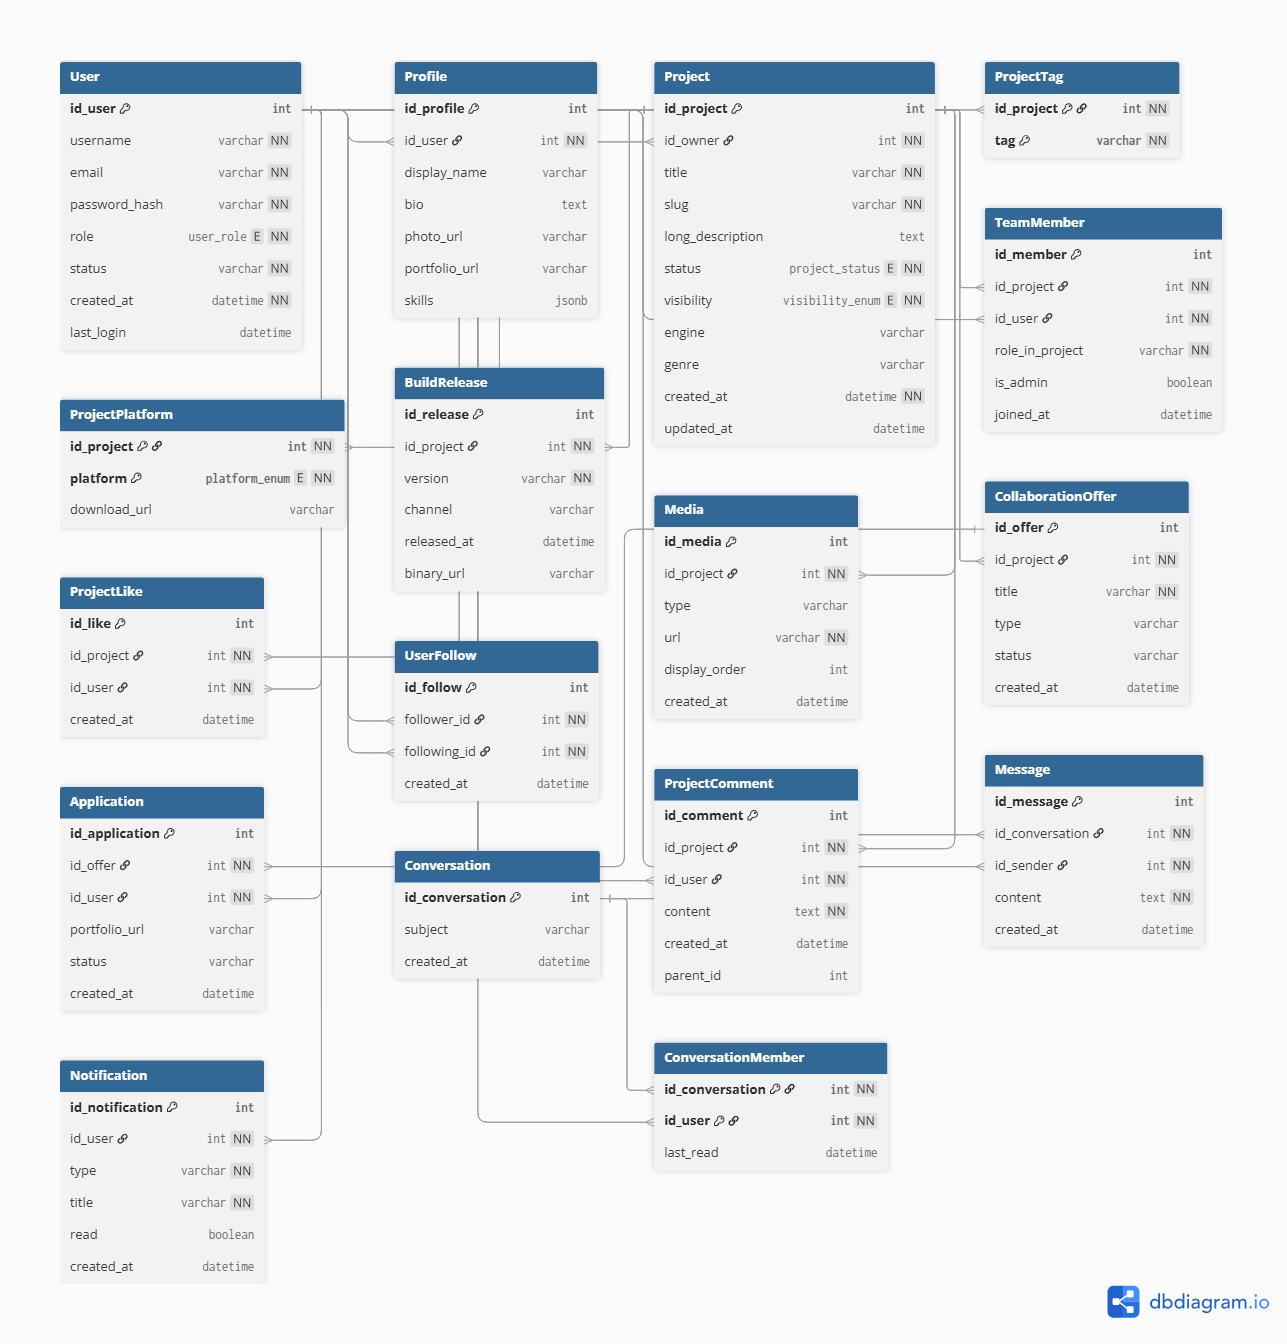 User
id_user int
username varchar NN
email varchar NN
password_hash varchar NN
role user_role E NN
status varchar NN
created_at datetime NN
last_login datetime
Profile
id_profile int
id_user int NN
display_name varchar
bio text
photo_url varchar
portfolio_url varchar
skills jsonb
Project
id_project int
id_owner int NN
title varchar NN
slug varchar NN
long_description text
status project_status E NN
visibility visibility_enum E NN
engine varchar
genre varchar
created_at datetime NN
updated_at datetime
ProjectTag
id_project int NN
tag varchar NN
TeamMember
id_member int
id_project int NN
id_user int NN
role_in_project varchar NN
is_admin boolean
joined_at datetime
ProjectPlatform
id_project int NN
platform platform_enum E NN
download_url varchar
BuildRelease
id_release int
id_project int NN
version varchar NN
channel varchar
released_at datetime
binary_url varchar
Media
id_media int
id_project int NN
type varchar
url varchar NN
display_order int
created_at datetime
CollaborationOffer
id_offer int
id_project int NN
title varchar NN
type varchar
status varchar
created_at datetime
ProjectLike
id_like int
id_project int NN
id_user int NN
created_at datetime
UserFollow
id_follow int
follower_id int NN
following_id int NN
created_at datetime
ProjectComment
id_comment int
id_project int NN
id_user int NN
content text NN
created_at datetime
parent_id int
Message
id_message int
id_conversation int NN
id_sender int NN
content text NN
created_at datetime
Application
id_application int
id_offer int NN
id_user int NN
portfolio_url varchar
status varchar
created_at datetime
Conversation
id_conversation int
subject varchar
created_at datetime
ConversationMember
id_conversation int NN
id_user int NN
last_read datetime
Notification
id_notification int
id_user int NN
type varchar NN
title varchar NN
read boolean
created_at datetime
dbdiagram.io